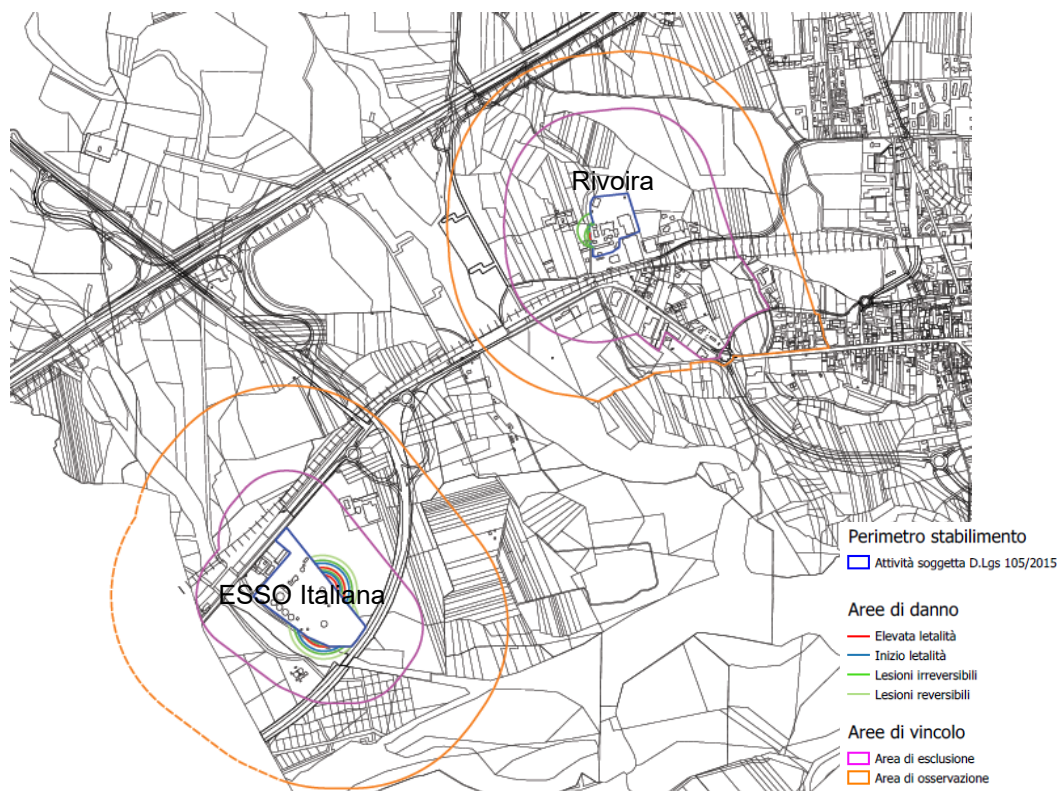 Rivoira
ESSO Italiana
Perimetro stabilimento
Attività soggetta D.Lgs 105/2015
Aree di danno
Elevata letalità
Inizio letalità
Lesioni irreversibili
Lesioni reversibili
Aree di vincolo
Area di esclusione
Area di osservazione